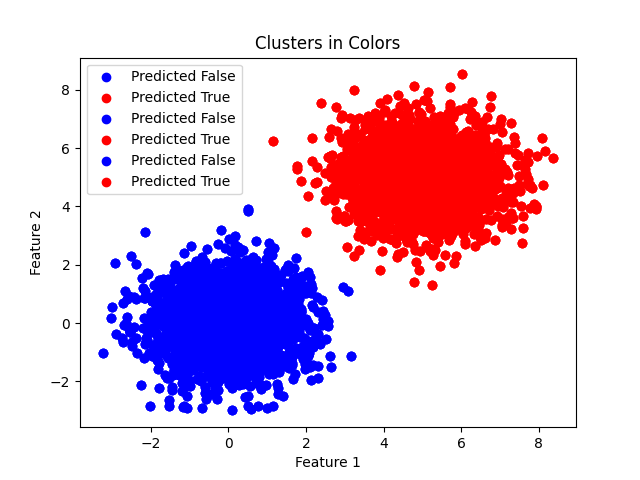 Clusters in Colors
Predicted False
Predicted True
Predicted False
Predicted True
Predicted False
Predicted True
8
6
4
2
0
−2
Feature 2
−2 0 2 4 6 8
Feature 1